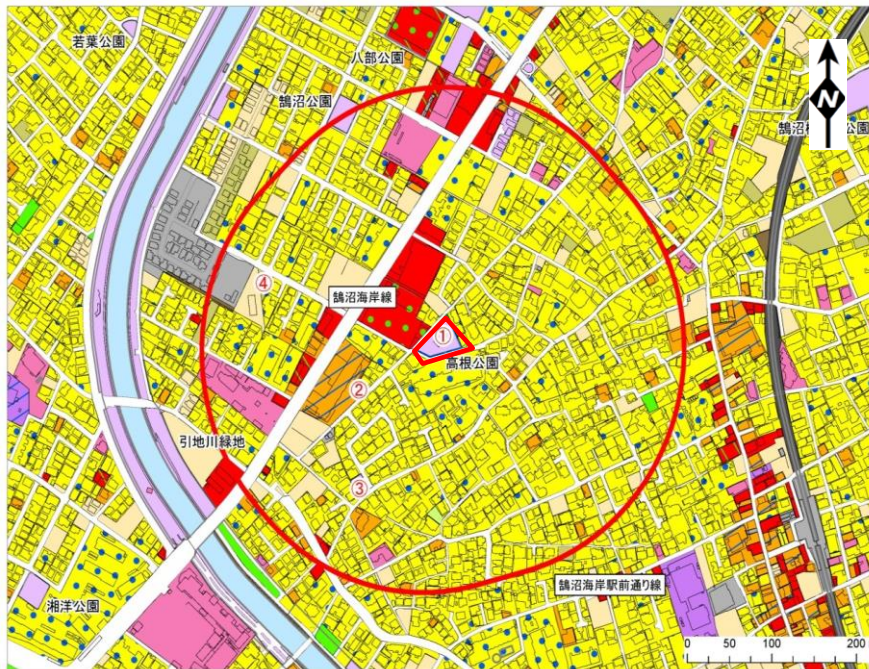 若葉公園
八部公園
鵠沼公園
N
④
鵠沼海岸線
①
高根公園
②
引地川緑地
③
鵠沼海岸駅前通り線
湘洋公園
0 50 100 200